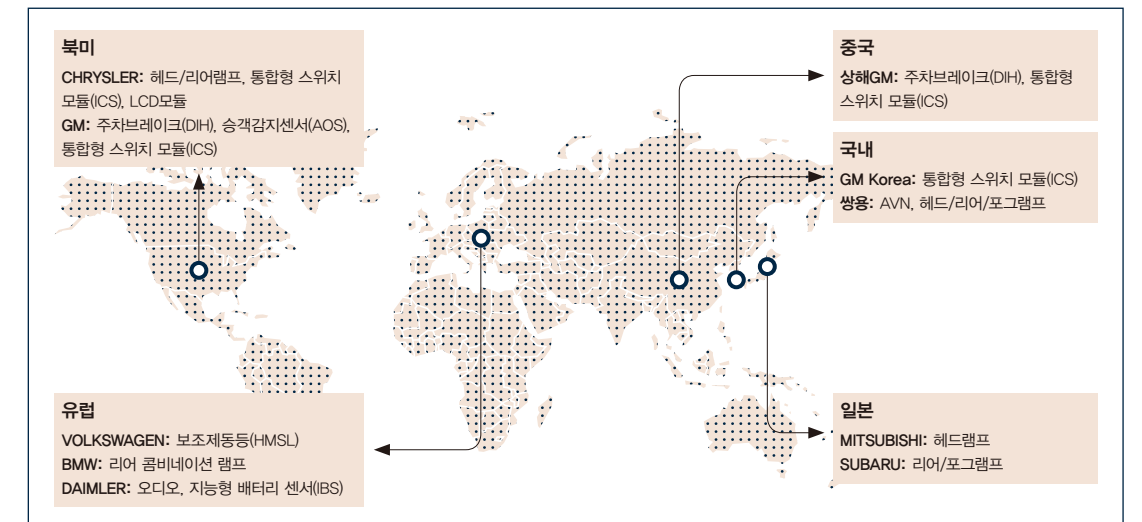 북미
CHRYSLER: 헤드/리어램프, 통합형 스위치
모듈(ICS), LCD모듈
GM: 주차브레이크(DIH), 승객감지센서(AOS),
통합형 스위치 모듈(ICS)
중국
상해GM: 주차브레이크(DIH), 통합형
스위치 모듈(ICS)
국내
GM Korea: 통합형 스위치 모듈(ICS)
쌍용: AVN, 헤드/리어/포그램프
유럽
VOLKSWAGEN: 보조제동등(HMSL)
BMW: 리어 콤비네이션 램프
DAIMLER: 오디오, 지능형 배터리 센서(IBS)
일본
MITSUBISHI: 헤드램프
SUBARU: 리어/포그램프